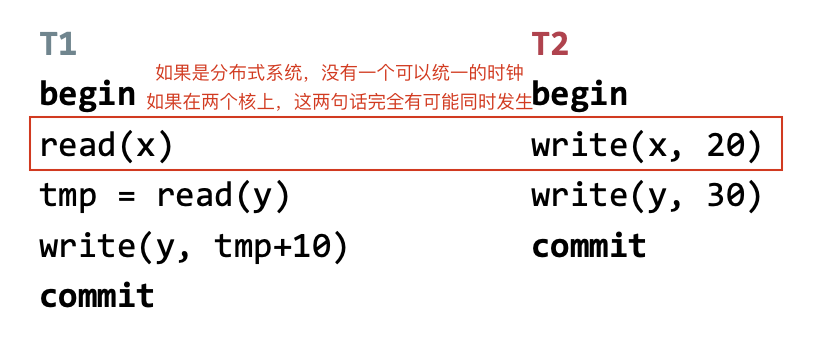 T1 T2
如果是分布式系统，没有一个可以统一的时钟
begin 如果在两个核上，这两句话完全有可能同时发生 begin
read(x) write(x, 20)
tmp = read(y) write(y, 30)
write(y, tmp+10) commit
commit